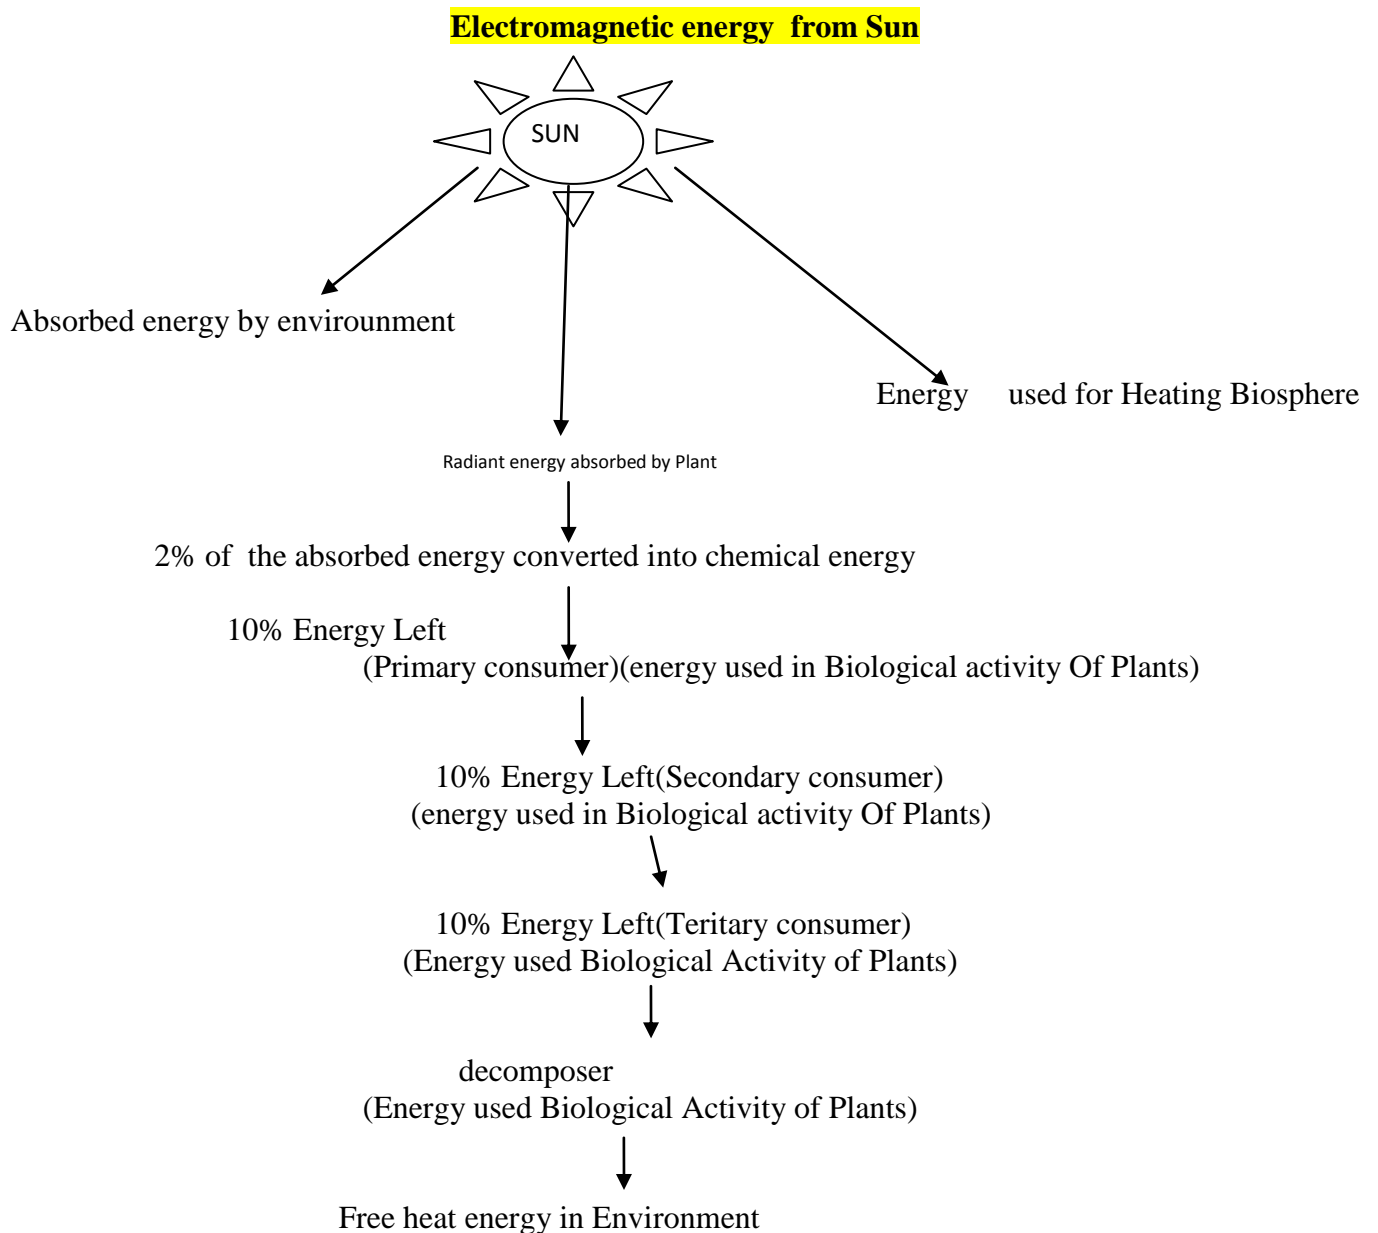 Electromagnetic energy from Sun
SUN
Absorbed energy by envirounment
Energy used for Heating Biosphere
Radiant energy absorbed by Plant
2% of the absorbed energy converted into chemical energy
10% Energy Left
(Primary consumer)(energy used in Biological activity Of Plants)
10% Energy Left(Secondary consumer)
(energy used in Biological activity Of Plants)
10% Energy Left(Teritary consumer)
(Energy used Biological Activity of Plants)
decomposer
(Energy used Biological Activity of Plants)
Free heat energy in Environment